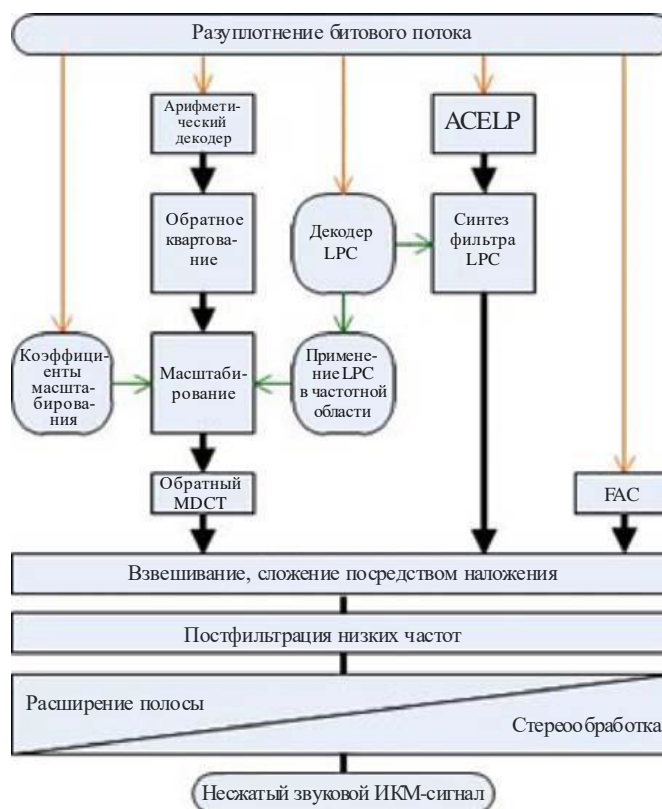 Разуплотнение битового потока
Арифмети-
ческий
декодер
ACELP
Обратное
квартова-
ние
Декодер
LPC
Синтез
фильтра
LPC
Коэффици-
енты
масшта-
бирова-
ния
Масштаби-
рование
Примене-
ние LPC
в частотной
области
Обратный
MDCT
FAC
Взвешивание, сложение посредством наложения
Постфильтрация низких частот
Расширение полосы
Стереообработка
Несжатый звуковой ИКМ-сигнал